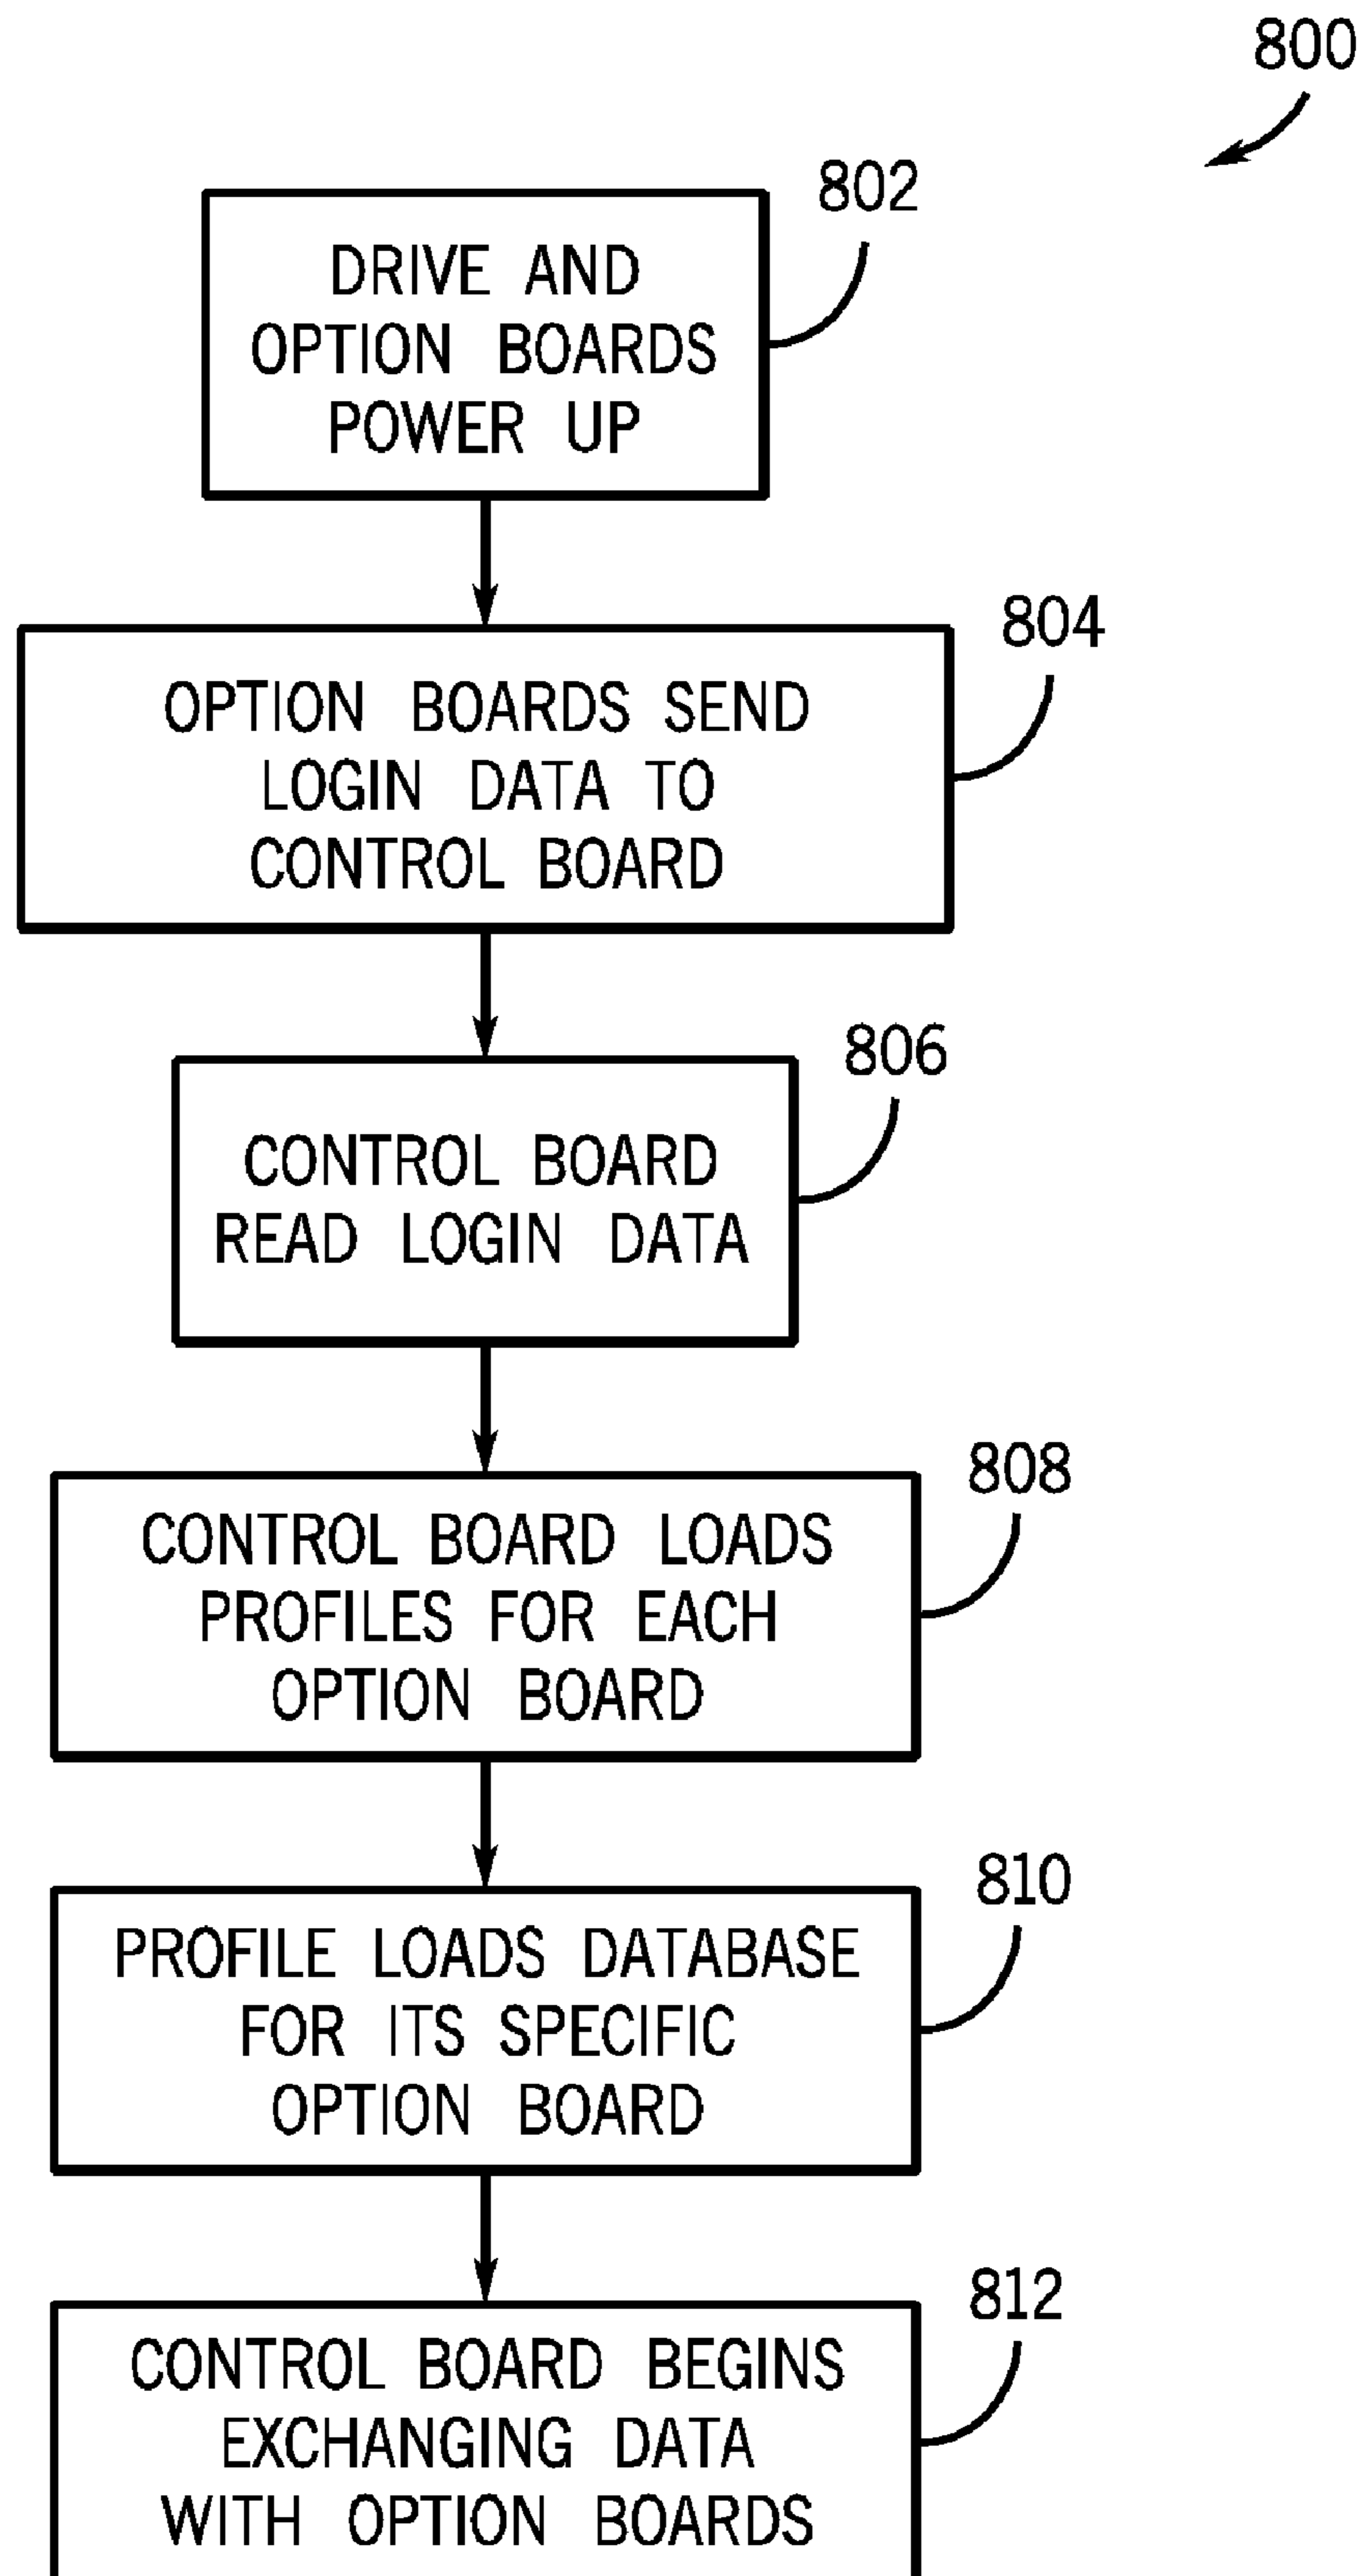 800
802
DRIVE AND
OPTION BOARDS
POWER UP
804
OPTION BOARDS SEND
LOGIN DATA TO
CONTROL BOARD
806
CONTROL BOARD
READ LOGIN DATA
808
CONTROL BOARD LOADS
PROFILES FOR EACH
OPTION BOARD
810
PROFILE LOADS DATABASE
FOR ITS SPECIFIC
OPTION BOARD
812
CONTROL BOARD BEGINS
EXCHANGING DATA
WITH OPTION BOARDS